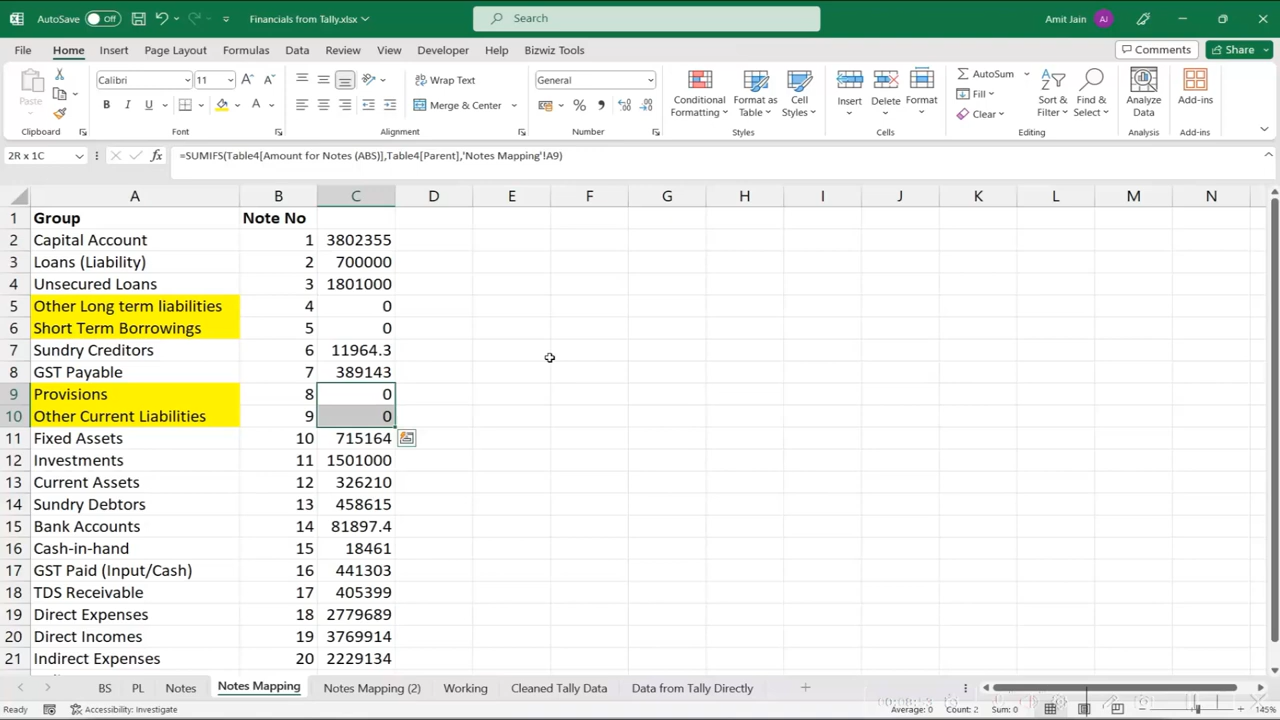 AutoSave Off Financials from Tally.xlsx Search Amit Jain AJ
File Home Insert Page Layout Formulas Data Review View Developer Help Bizwiz Tools Comments Share
Paste Calibri 11 Wrap Text General Conditional Formatting Format as Table Cell Styles Insert Delete Format AutoSum Fill Clear Sort & Filter Find & Select Analyze Data Add-ins
Merge & Center
Clipboard Font Alignment Number Styles Cells Editing Analysis Add-ins
2R x 1C =SUMIFS(Table4[Amount for Notes (ABS)],Table4[Parent],'Notes Mapping'!A9)
A B C D E F G H I J K L M N
1 Group Note No
2 Capital Account 1 3802355
3 Loans (Liability) 2 700000
4 Unsecured Loans 3 1801000
5 Other Long term liabilities 4 0
6 Short Term Borrowings 5 0
7 Sundry Creditors 6 11964.3
8 GST Payable 7 389143
9 Provisions 8 0
10 Other Current Liabilities 9 0
11 Fixed Assets 10 715164
12 Investments 11 1501000
13 Current Assets 12 326210
14 Sundry Debtors 13 458615
15 Bank Accounts 14 81897.4
16 Cash-in-hand 15 18461
17 GST Paid (Input/Cash) 16 441303
18 TDS Receivable 17 405399
19 Direct Expenses 18 2779689
20 Direct Incomes 19 3769914
21 Indirect Expenses 20 2229134
BS PL Notes Notes Mapping Notes Mapping (2) Working Cleaned Tally Data Data from Tally Directly
Ready Accessibility: Investigate Average: 0 Count: 2 Sum: 0 145%